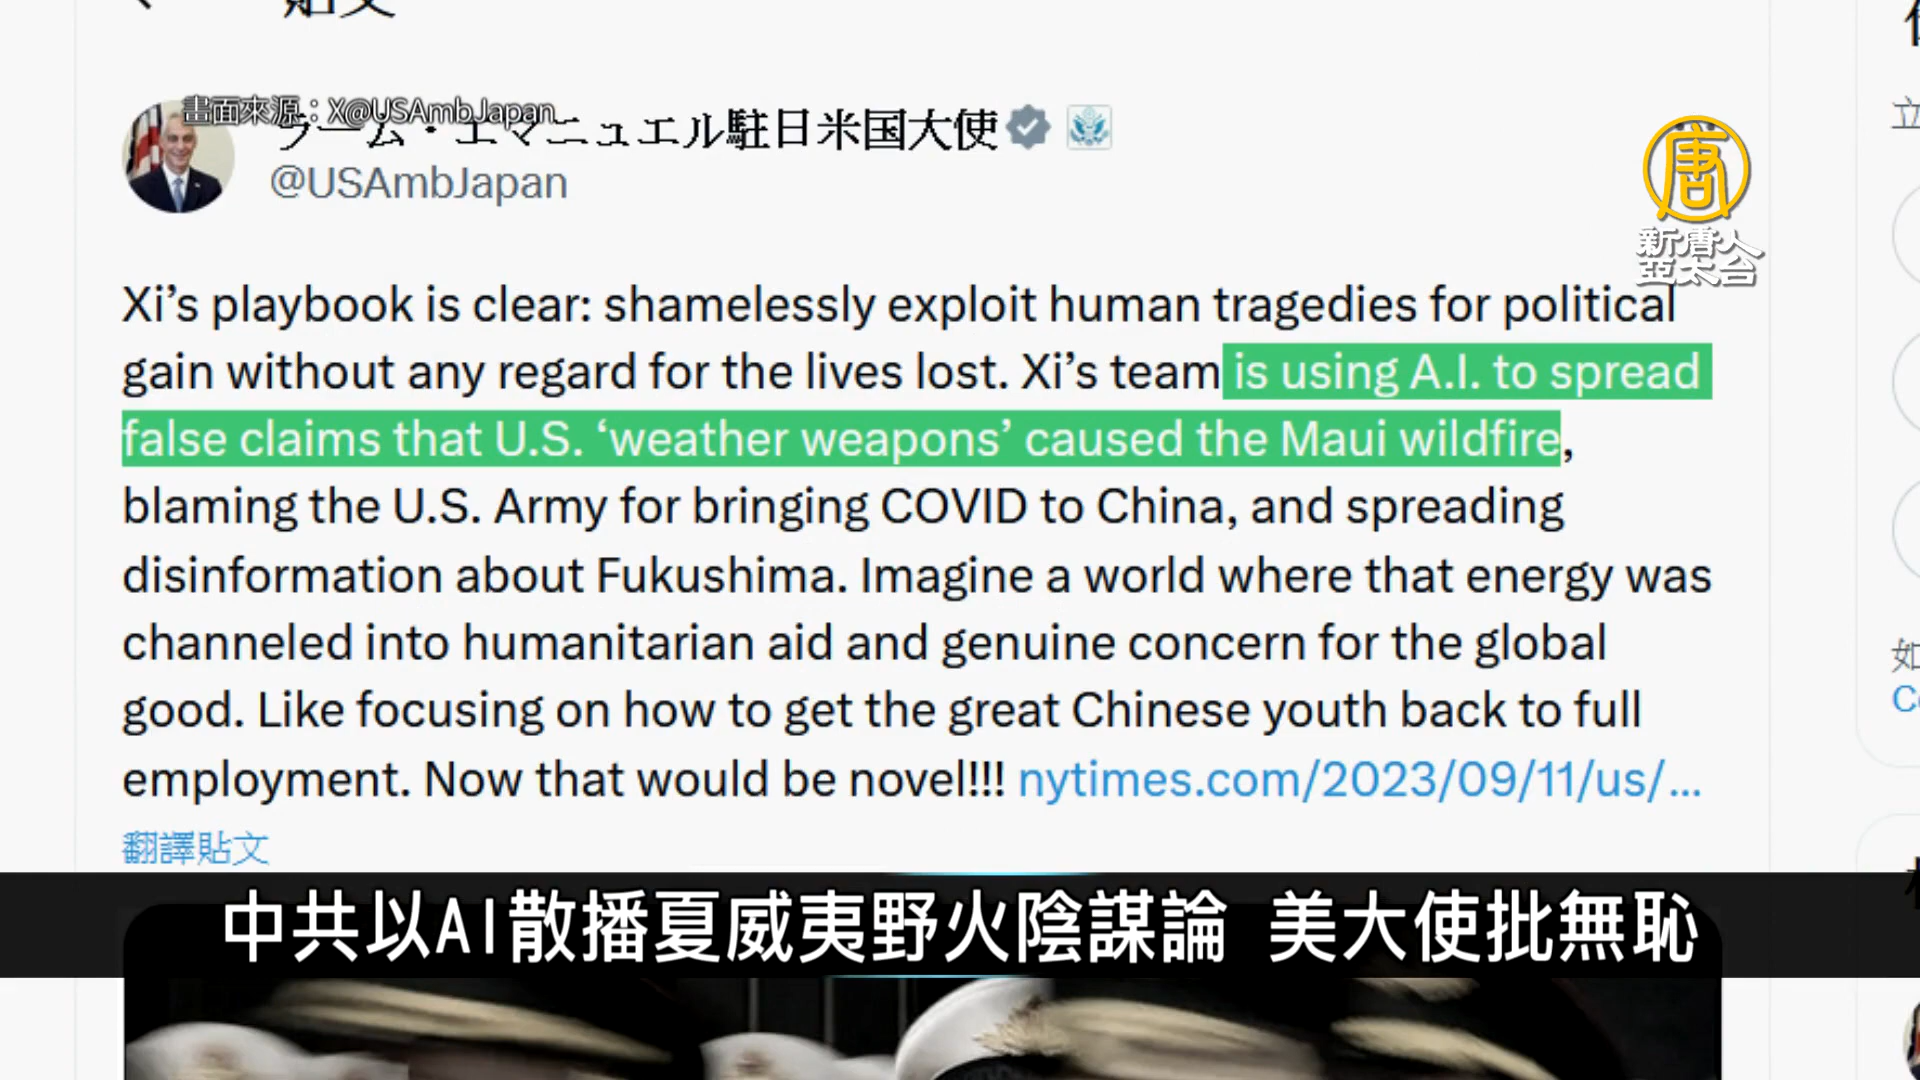 貼文
畫面來源：X@USAmbJapan
ラーム・エマニュエル駐日米国大使
@USAmbJapan
唐
新唐人
亞太台
Xi’s playbook is clear: shamelessly exploit human tragedies for political
gain without any regard for the lives lost. Xi’s team is using A.I. to spread
false claims that U.S. ‘weather weapons’ caused the Maui wildfire,
blaming the U.S. Army for bringing COVID to China, and spreading
disinformation about Fukushima. Imagine a world where that energy was
channeled into humanitarian aid and genuine concern for the global
good. Like focusing on how to get the great Chinese youth back to full
employment. Now that would be novel!!! nytimes.com/2023/09/11/us/…
翻譯貼文
立
如
中共以AI散播夏威夷野火陰謀論 美大使批無恥